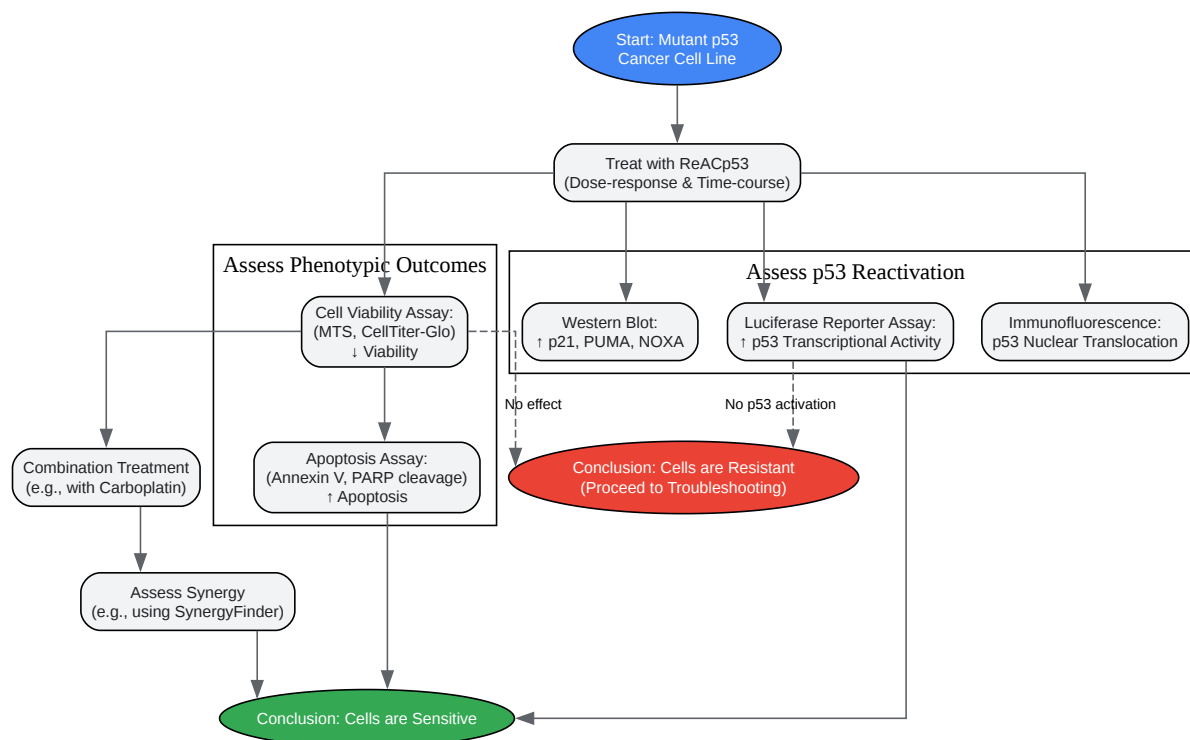 Start: Mutant p53
Cancer Cell Line
Treat with ReACp53
(Dose-response & Time-course)
Assess Phenotypic Outcomes
Assess p53 Reactivation
Cell Viability Assay:
(MTS, CellTiter-Glo)
↓ Viability
Western Blot:
↑ p21, PUMA, NOXA
Luciferase Reporter Assay:
↑ p53 Transcriptional Activity
Immunofluorescence:
p53 Nuclear Translocation
No effect
No p53 activation
Combination Treatment
(e.g., with Carboplatin)
Apoptosis Assay:
(Annexin V, PARP cleavage)
↑ Apoptosis
Conclusion: Cells are Resistant
(Proceed to Troubleshooting)
Assess Synergy
(e.g., using SynergyFinder)
Conclusion: Cells are Sensitive